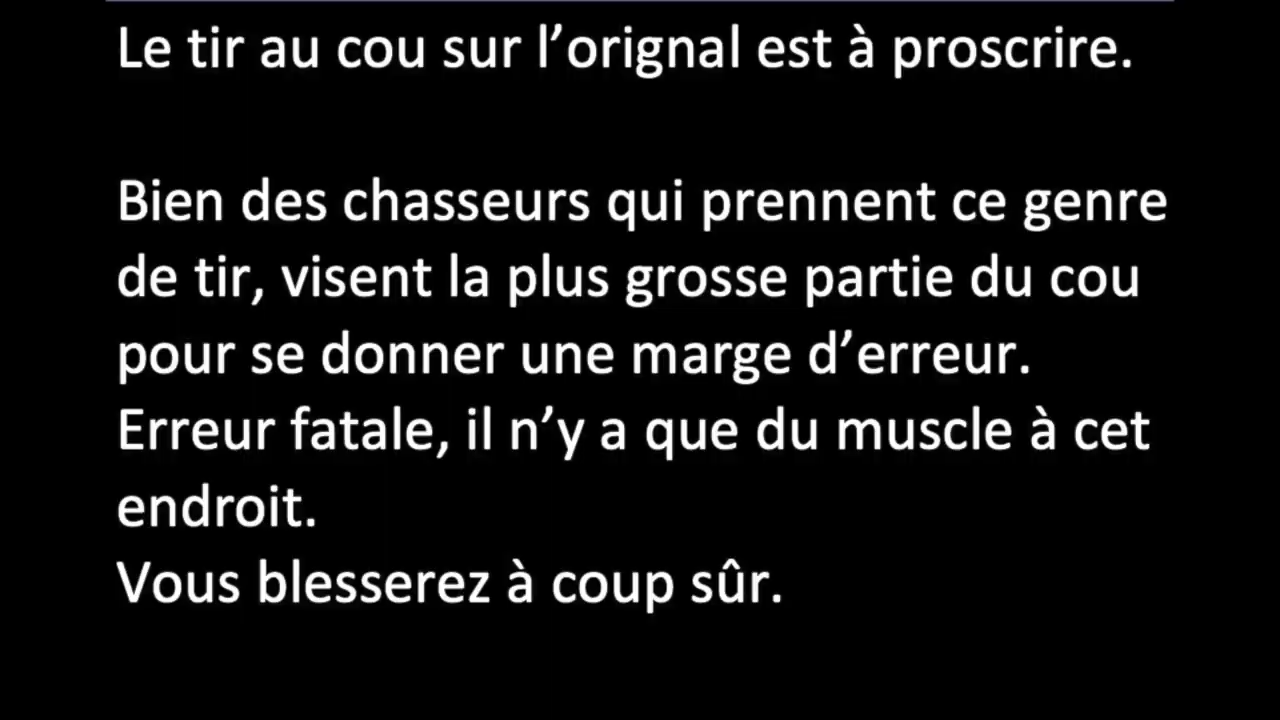 Le tir au cou sur l’orignal est à proscrire.
Bien des chasseurs qui prennent ce genre
de tir, visent la plus grosse partie du cou
pour se donner une marge d’erreur.
Erreur fatale, il n’y a que du muscle à cet
endroit.
Vous blesserez à coup sûr.